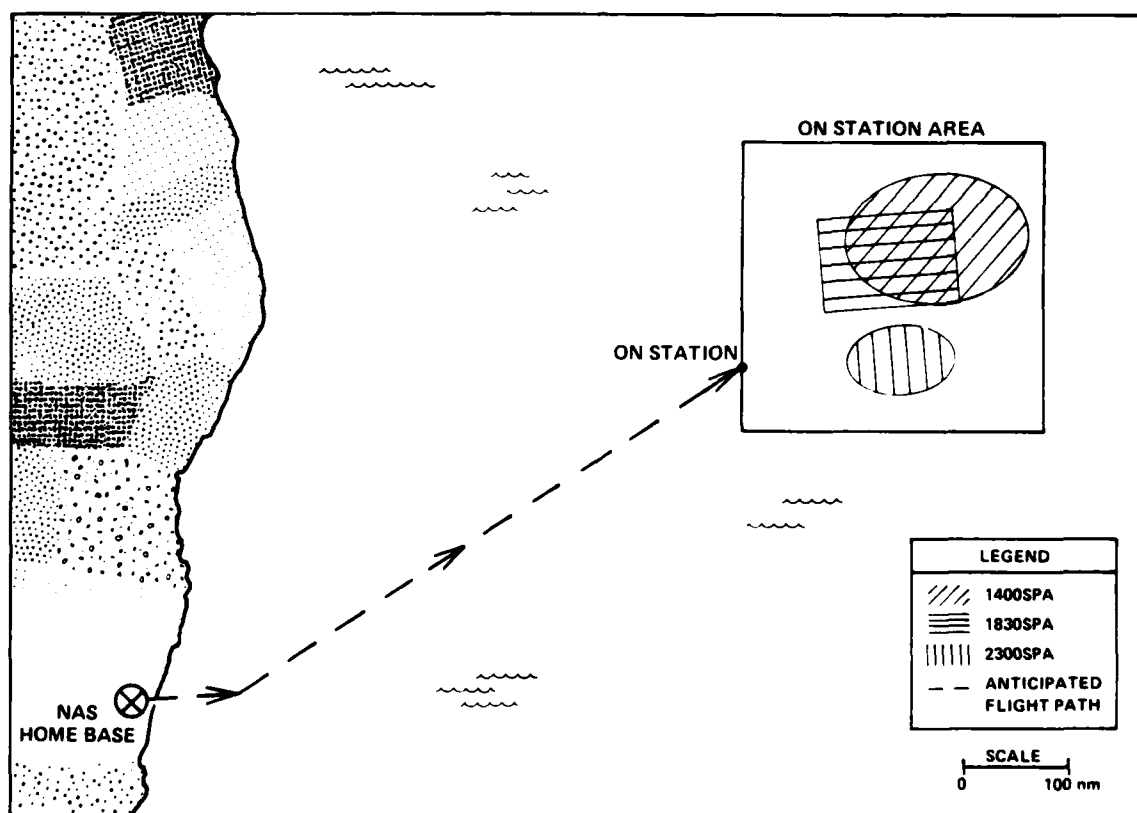 ON STATION AREA
ON STATION
NAS
HOME BASE
LEGEND
1400SPA
1830SPA
2300SPA
ANTICIPATED
FLIGHT PATH
SCALE
0 100 nm